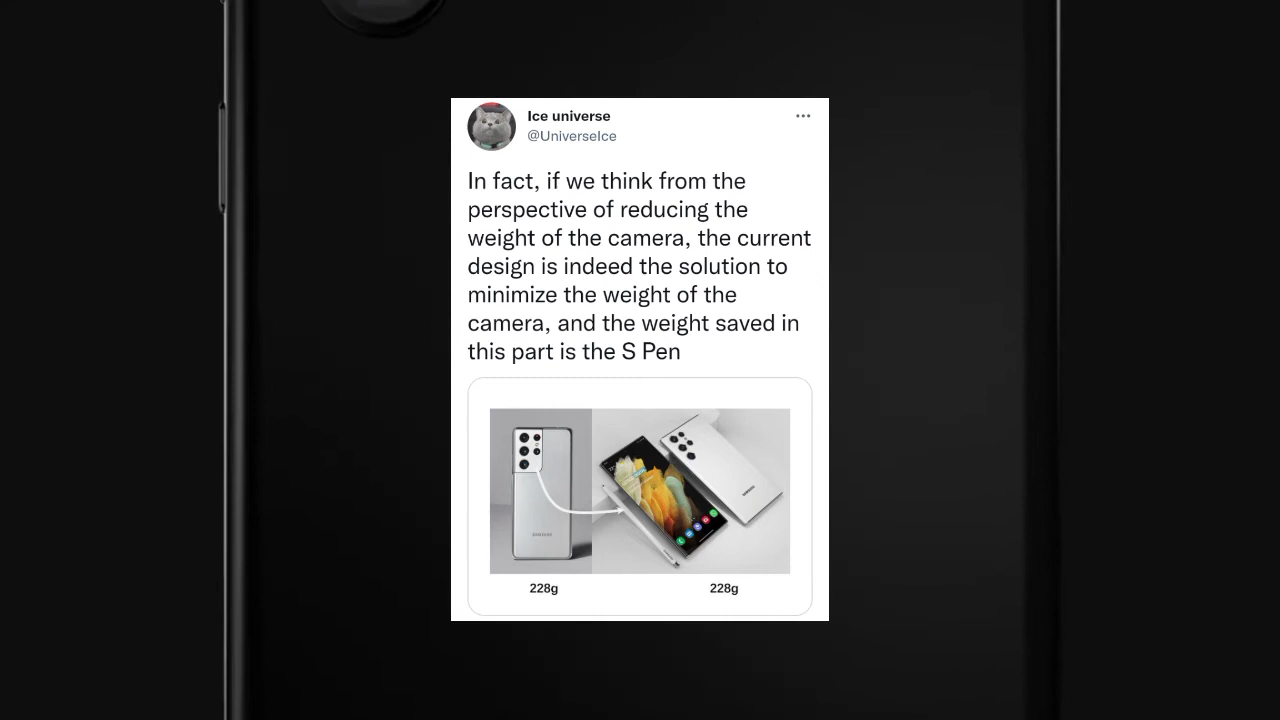 Ice universe
@UniverseIce
In fact, if we think from the
perspective of reducing the
weight of the camera, the current
design is indeed the solution to
minimize the weight of the
camera, and the weight saved in
this part is the S Pen
SAMSUNG
SAMSUNG
228g
228g